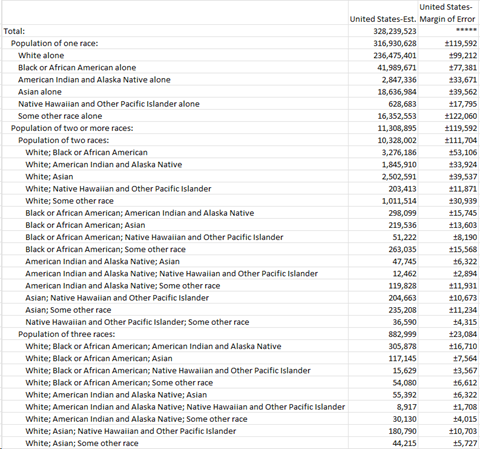 United States-
United States-Est. Margin of Error
Total: 328,239,523 *****
Population of one race: 316,930,628 ±119,592
White alone 236,475,401 ±99,212
Black or African American alone 41,989,671 ±77,381
American Indian and Alaska Native alone 2,847,336 ±33,671
Asian alone 18,636,984 ±39,562
Native Hawaiian and Other Pacific Islander alone 628,683 ±17,795
Some other race alone 16,352,553 ±122,060
Population of two or more races: 11,308,895 ±119,592
Population of two races: 10,328,002 ±111,704
White; Black or African American 3,276,186 ±53,106
White; American Indian and Alaska Native 1,845,910 ±33,924
White; Asian 2,502,591 ±39,537
White; Native Hawaiian and Other Pacific Islander 203,413 ±11,871
White; Some other race 1,011,514 ±30,939
Black or African American; American Indian and Alaska Native 298,099 ±15,745
Black or African American; Asian 219,536 ±13,603
Black or African American; Native Hawaiian and Other Pacific Islander 51,222 ±8,190
Black or African American; Some other race 263,035 ±15,568
American Indian and Alaska Native; Asian 47,745 ±6,322
American Indian and Alaska Native; Native Hawaiian and Other Pacific Islander 12,462 ±2,894
American Indian and Alaska Native; Some other race 119,828 ±11,931
Asian; Native Hawaiian and Other Pacific Islander 204,663 ±10,673
Asian; Some other race 235,208 ±11,234
Native Hawaiian and Other Pacific Islander; Some other race 36,590 ±4,315
Population of three races: 882,999 ±23,084
White; Black or African American; American Indian and Alaska Native 305,878 ±16,710
White; Black or African American; Asian 117,145 ±7,564
White; Black or African American; Native Hawaiian and Other Pacific Islander 15,629 ±3,567
White; Black or African American; Some other race 54,080 ±6,612
White; American Indian and Alaska Native; Asian 55,392 ±6,322
White; American Indian and Alaska Native; Native Hawaiian and Other Pacific Islander 8,917 ±1,708
White; American Indian and Alaska Native; Some other race 30,130 ±4,015
White; Asian; Native Hawaiian and Other Pacific Islander 180,790 ±10,703
White; Asian; Some other race 44,215 ±5,727